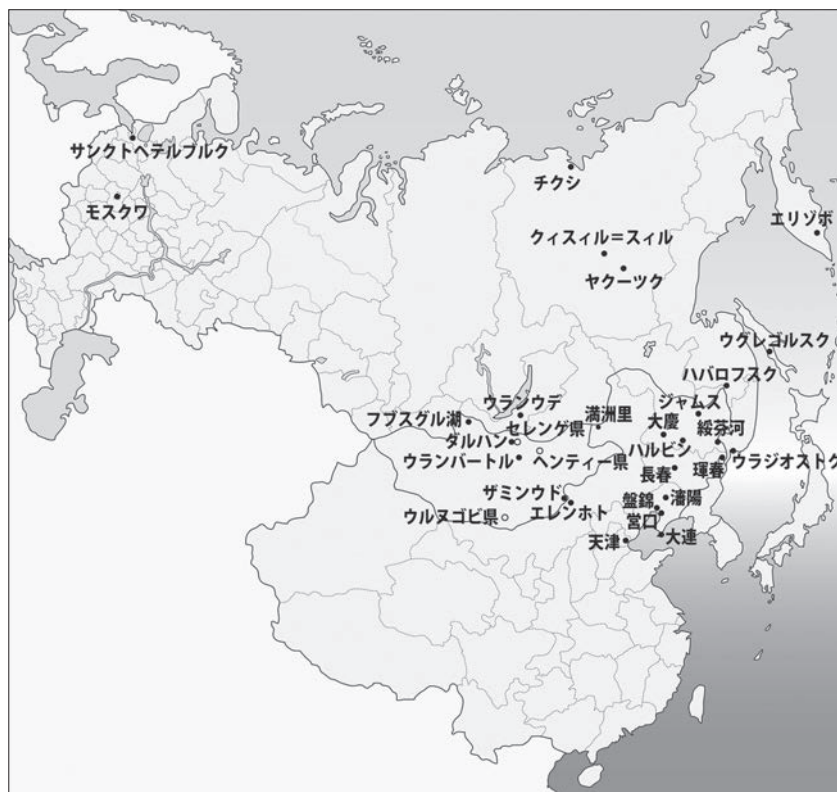 サンクトペテルブルク
モスクワ
チクシ
エリゾボ
クィスィル＝スィル
ヤクーツク
ウグレゴルスク
ハバロフスク
ウランウデ
ジャムス
フブスグル湖
セレンゲ県
満洲里
大慶
綏芬河
ダルハン
ハルビン
ウラジオストク
ウランバートル
ヘンティー県
琿春
長春
ザミンウド
盤錦
瀋陽
ウルヌゴビ県
エレンホト
営口
天津
大連